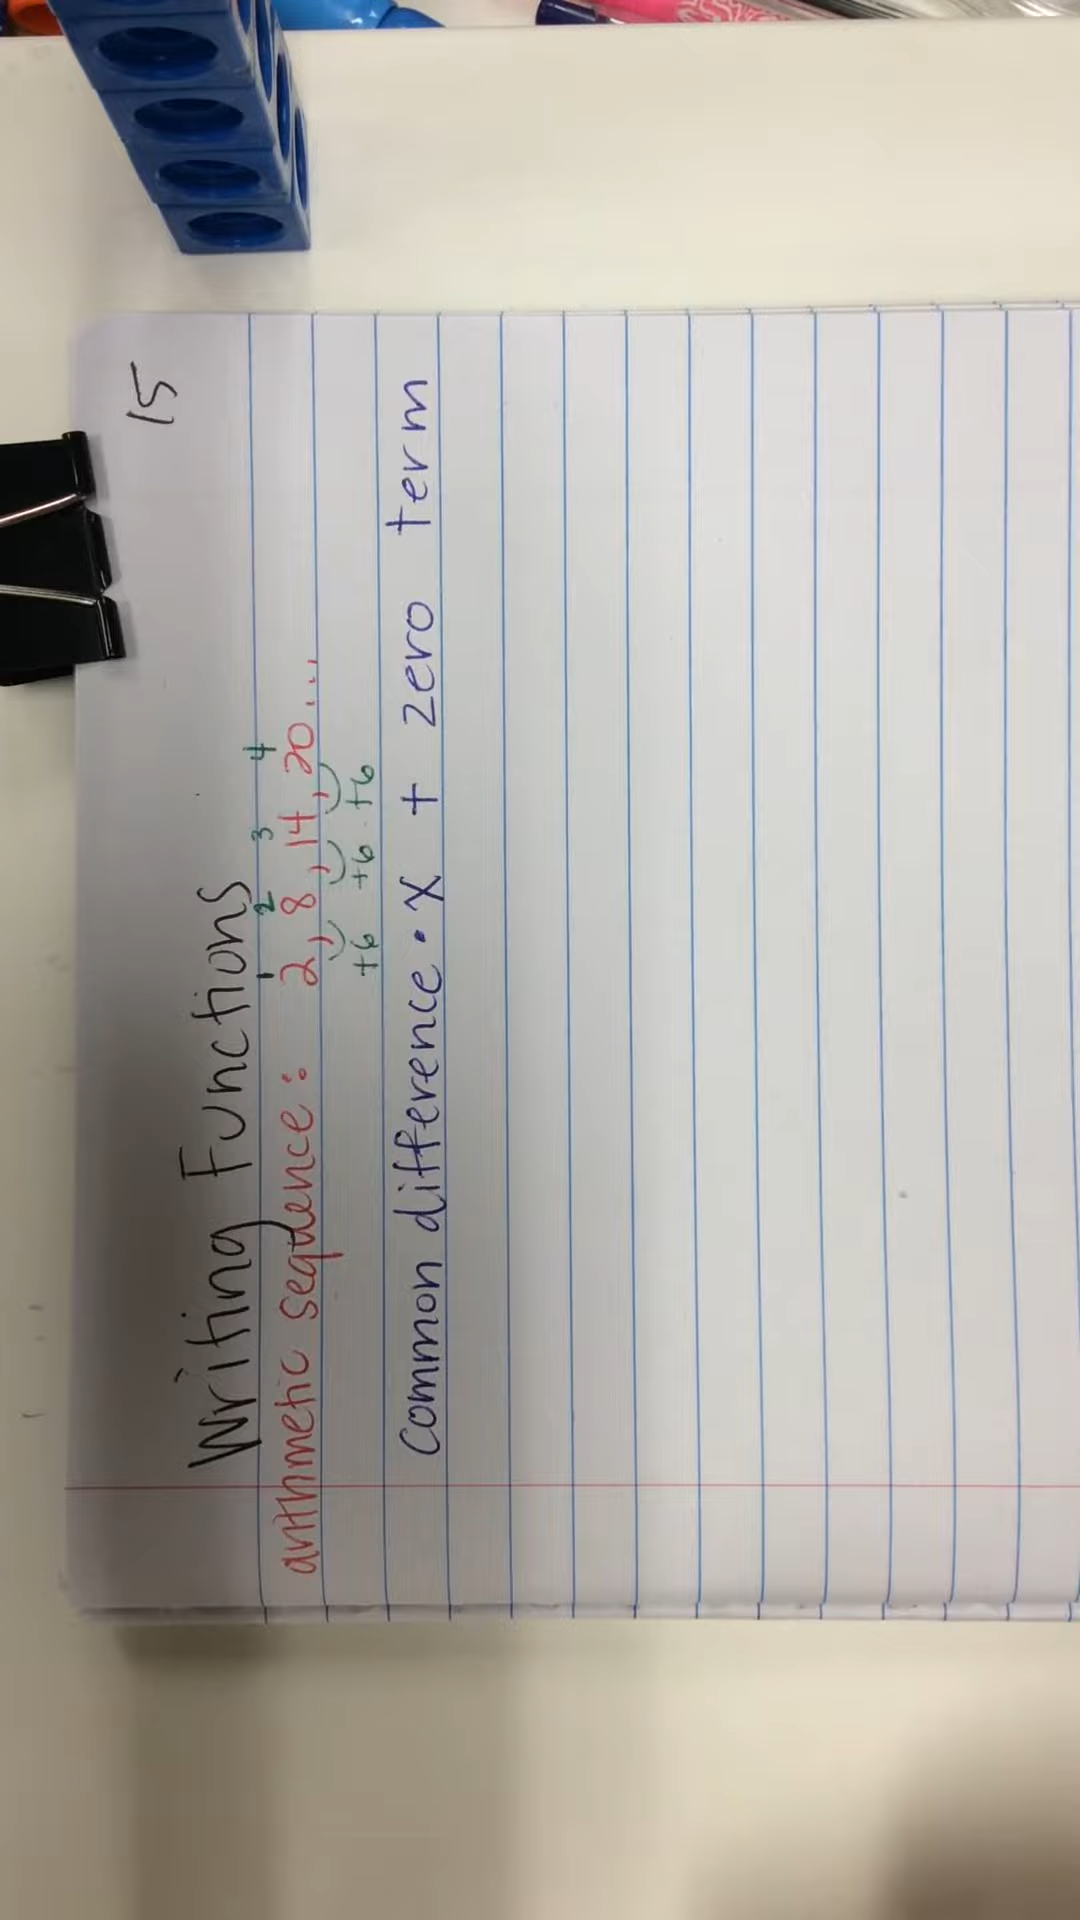 15
Writing Functions
1 2 3 4
arithmetic sequence: 2, 8, 14, 20...
+6 +6 +6
Common difference • x + zero term